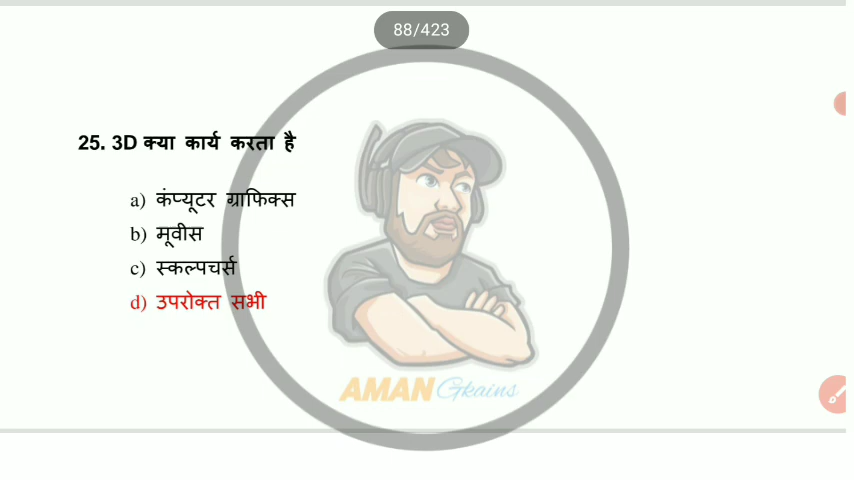 88/423
25. 3D क्या कार्य करता है
a) कंप्यूटर ग्राफिक्स
b) मूवीस
c) स्कल्पचर्स
d) उपरोक्त सभी
AMAN Gkains